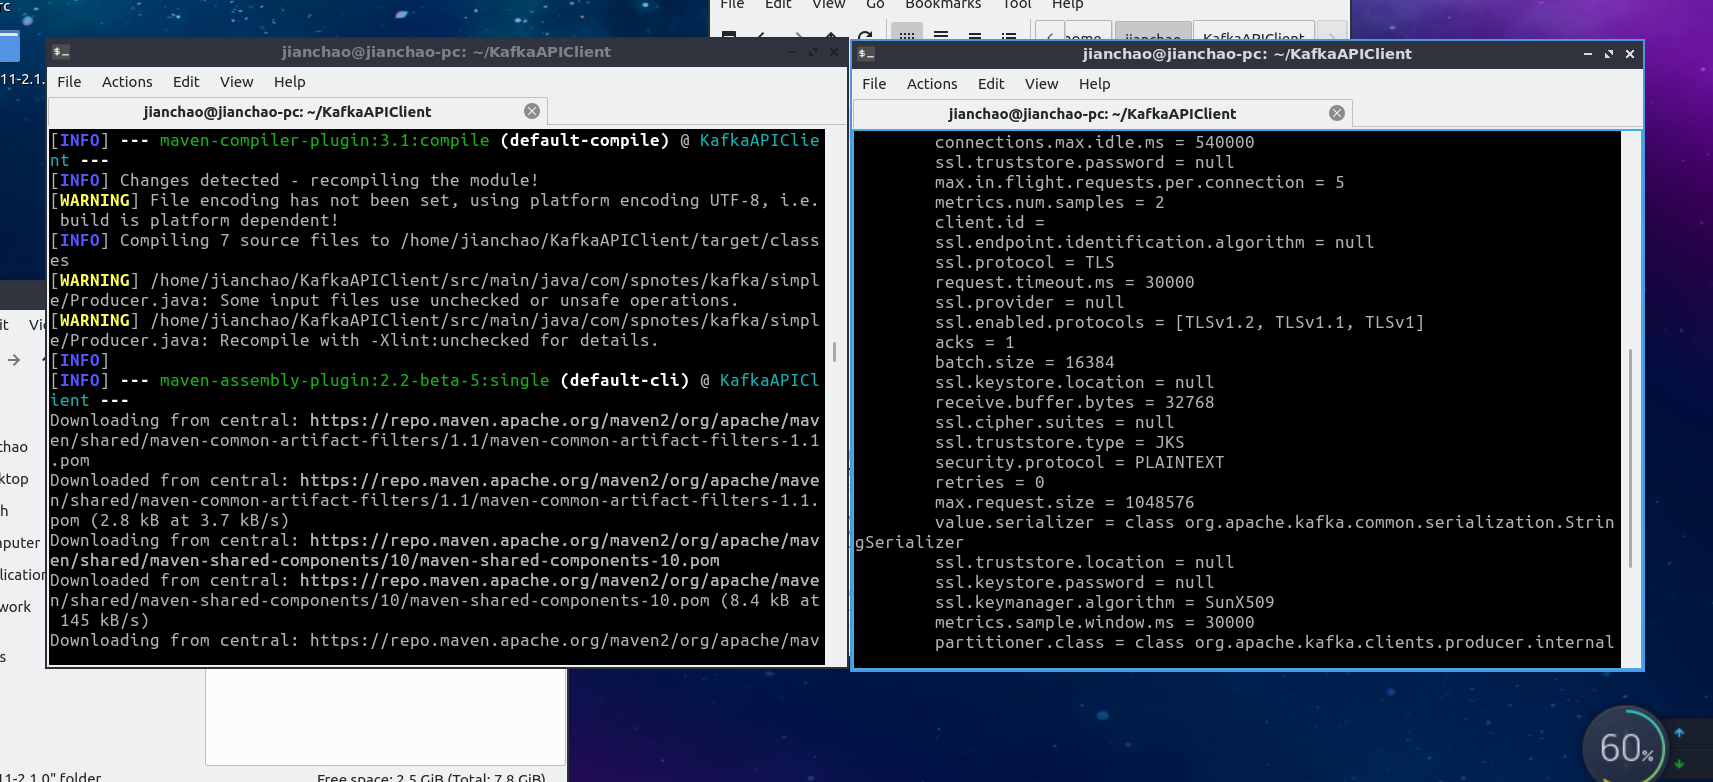 File Edit View Go Bookmarks Tool Help
home jianchao KafkaAPIClient
11-2.1.
jianchao@jianchao-pc: ~/KafkaAPIClient
File Actions Edit View Help
jianchao@jianchao-pc: ~/KafkaAPIClient
[INFO] --- maven-compiler-plugin:3.1:compile (default-compile) @ KafkaAPIClie
nt ---
[INFO] Changes detected - recompiling the module!
[WARNING] File encoding has not been set, using platform encoding UTF-8, i.e.
build is platform dependent!
[INFO] Compiling 7 source files to /home/jianchao/KafkaAPIClient/target/class
es
[WARNING] /home/jianchao/KafkaAPIClient/src/main/java/com/spnotes/kafka/simpl
e/Producer.java: Some input files use unchecked or unsafe operations.
[WARNING] /home/jianchao/KafkaAPIClient/src/main/java/com/spnotes/kafka/simpl
e/Producer.java: Recompile with -Xlint:unchecked for details.
[INFO]
[INFO] --- maven-assembly-plugin:2.2-beta-5:single (default-cli) @ KafkaAPICl
ient ---
Downloading from central: https://repo.maven.apache.org/maven2/org/apache/mav
en/shared/maven-common-artifact-filters/1.1/maven-common-artifact-filters-1.1
.pom
Downloaded from central: https://repo.maven.apache.org/maven2/org/apache/mave
n/shared/maven-common-artifact-filters/1.1/maven-common-artifact-filters-1.1.
pom (2.8 kB at 3.7 kB/s)
Downloading from central: https://repo.maven.apache.org/maven2/org/apache/mav
en/shared/maven-shared-components/10/maven-shared-components-10.pom
Downloaded from central: https://repo.maven.apache.org/maven2/org/apache/mave
n/shared/maven-shared-components/10/maven-shared-components-10.pom (8.4 kB at
145 kB/s)
Downloading from central: https://repo.maven.apache.org/maven2/org/apache/mav
jianchao@jianchao-pc: ~/KafkaAPIClient
File Actions Edit View Help
jianchao@jianchao-pc: ~/KafkaAPIClient
connections.max.idle.ms = 540000
ssl.truststore.password = null
max.in.flight.requests.per.connection = 5
metrics.num.samples = 2
client.id =
ssl.endpoint.identification.algorithm = null
ssl.protocol = TLS
request.timeout.ms = 30000
ssl.provider = null
ssl.enabled.protocols = [TLSv1.2, TLSv1.1, TLSv1]
acks = 1
batch.size = 16384
ssl.keystore.location = null
receive.buffer.bytes = 32768
ssl.cipher.suites = null
ssl.truststore.type = JKS
security.protocol = PLAINTEXT
retries = 0
max.request.size = 1048576
value.serializer = class org.apache.kafka.common.serialization.Strin
gSerializer
ssl.truststore.location = null
ssl.keystore.password = null
ssl.keymanager.algorithm = SunX509
metrics.sample.window.ms = 30000
partitioner.class = class org.apache.kafka.clients.producer.internal
it Vi
chao
ktop
h
mputer
lication
work
s
11-2.1.0" folder
Free space: 2.5 GiB (Total: 7.8 GiB)
60%